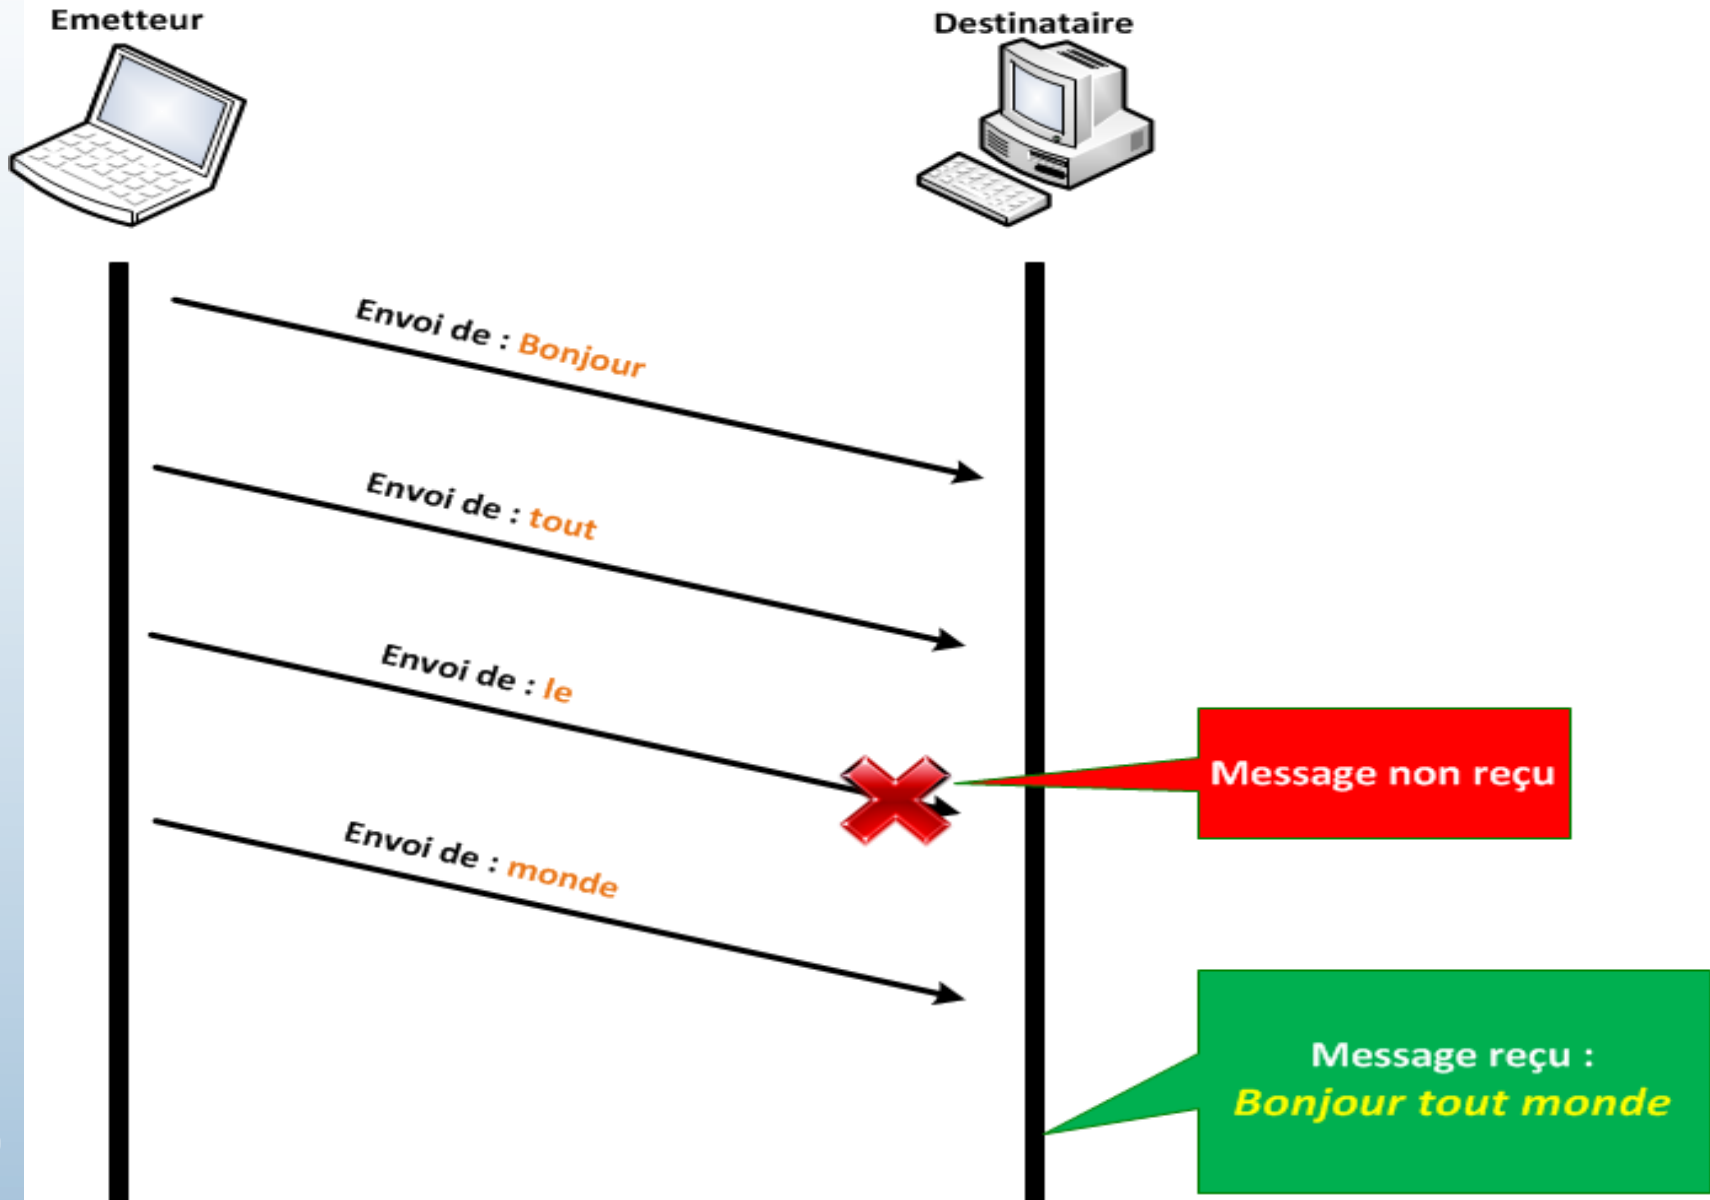 Emetteur
Destinataire
Envoi de : Bonjour
Envoi de : tout
Envoi de : le
Message non reçu
Envoi de : monde
Message reçu :
Bonjour tout monde